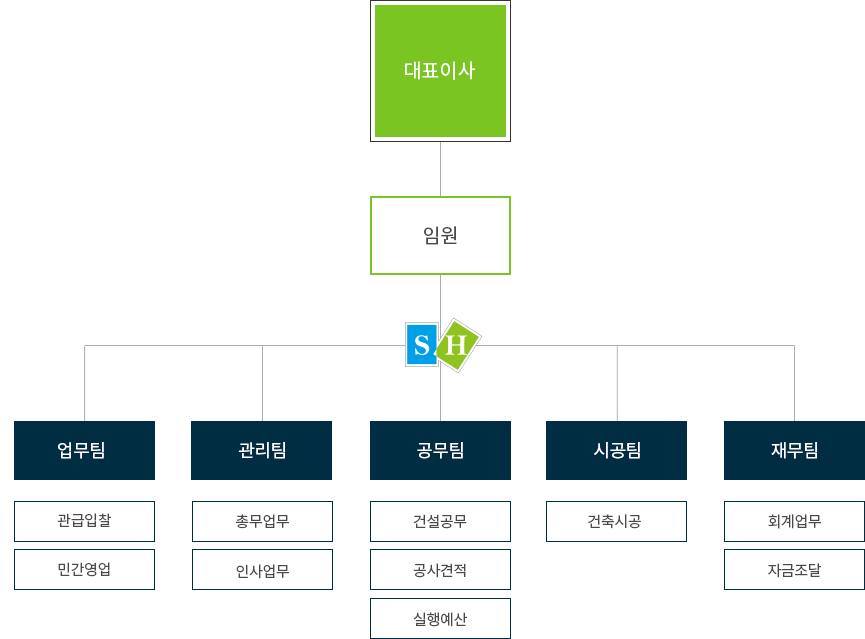 대표이사
임원
S H
업무팀 관리팀 공무팀 시공팀 재무팀
관급입찰 총무업무 건설공무 건축시공 회계업무
민간영업 인사업무 공사견적 자금조달
실행예산